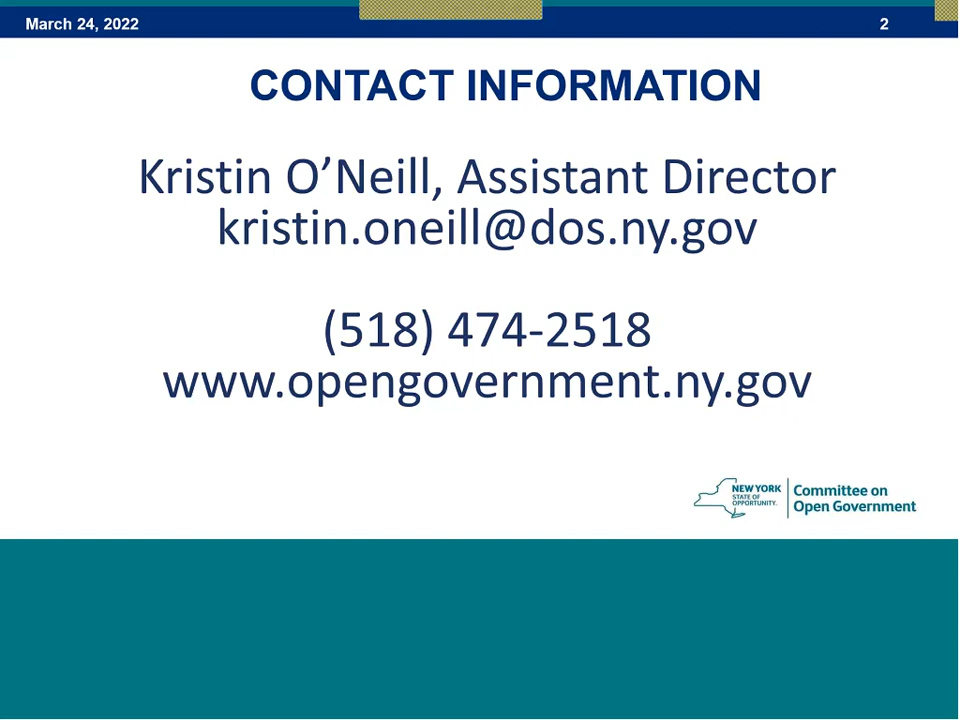 March 24, 2022
2
CONTACT INFORMATION
Kristin O’Neill, Assistant Director
kristin.oneill@dos.ny.gov
(518) 474-2518
www.opengovernment.ny.gov
NEW YORK
STATE OF
OPPORTUNITY.
Committee on
Open Government